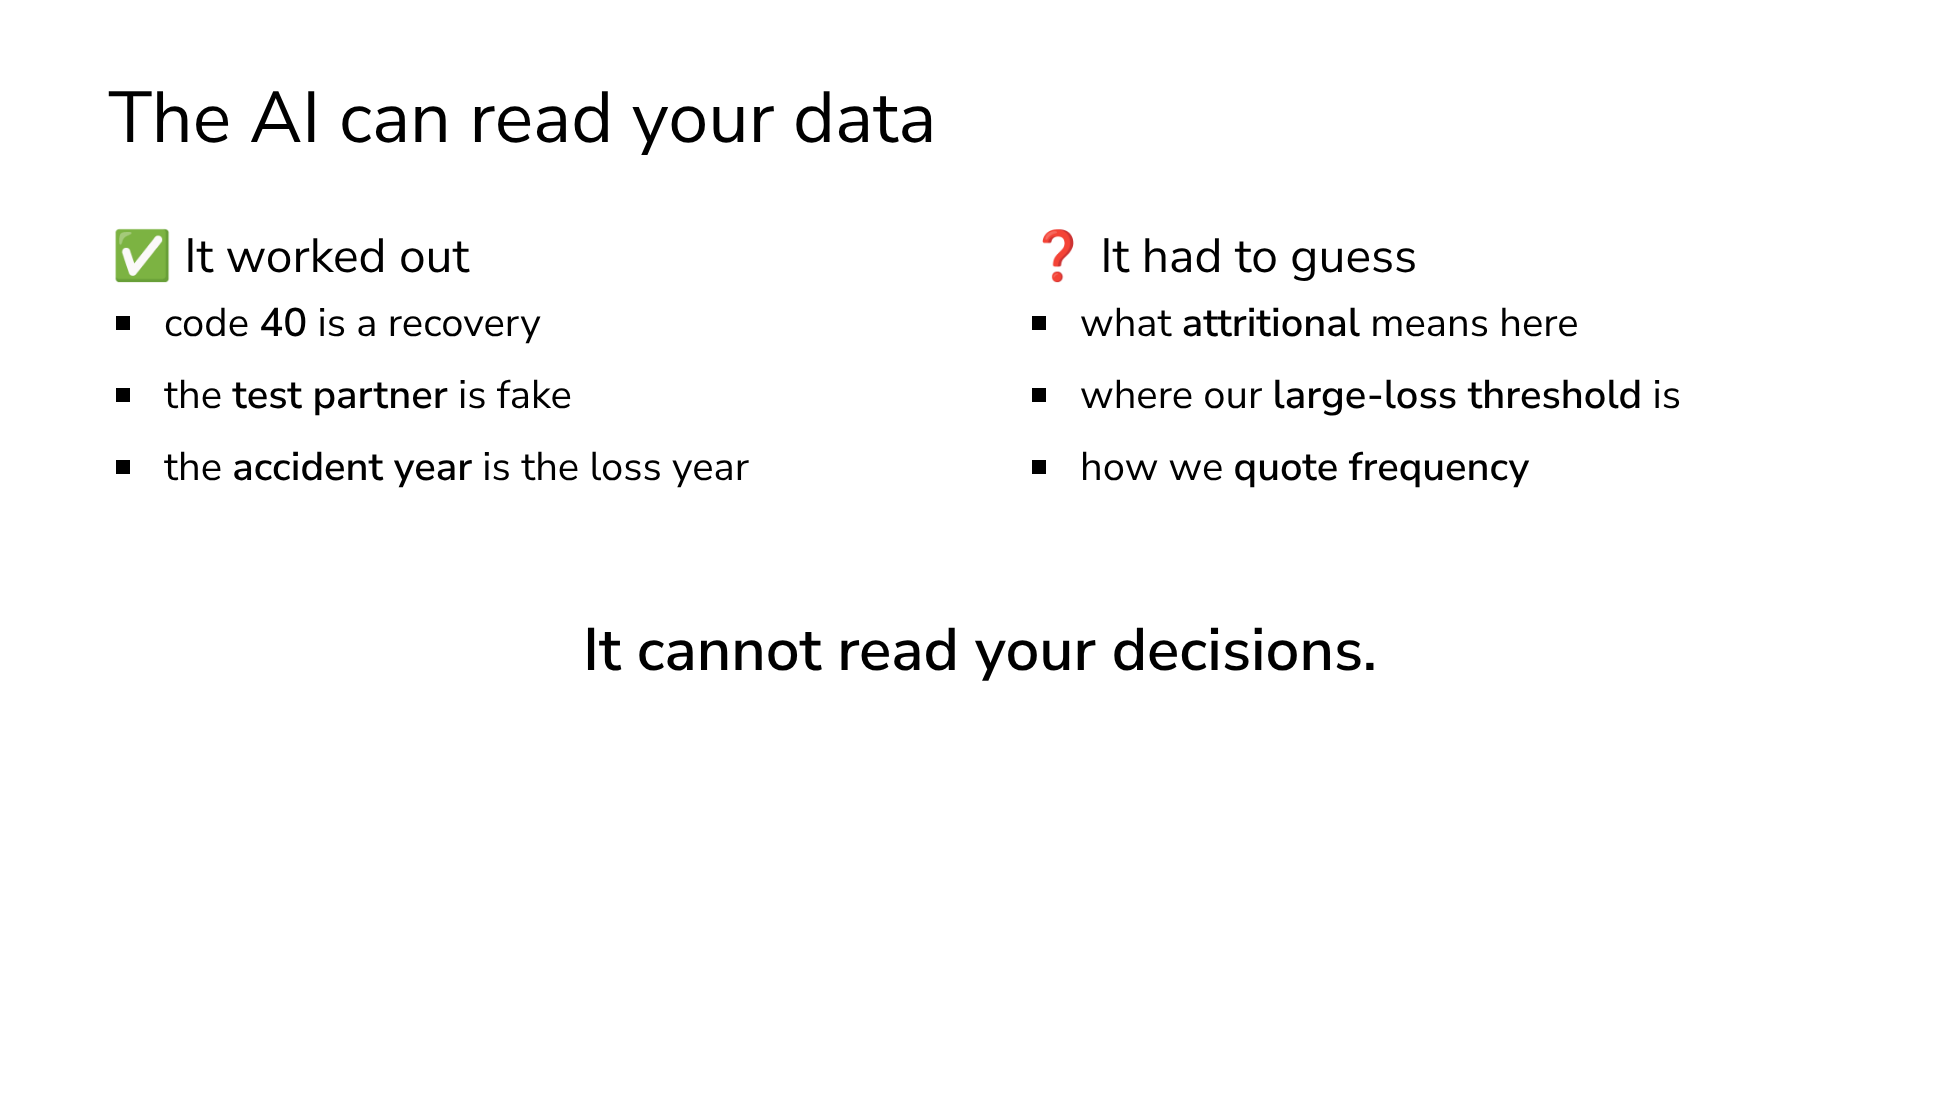 The AI can read your data
✅ It worked out
▪ code 40 is a recovery
▪ the test partner is fake
▪ the accident year is the loss year
❓ It had to guess
▪ what attritional means here
▪ where our large-loss threshold is
▪ how we quote frequency
It cannot read your decisions.